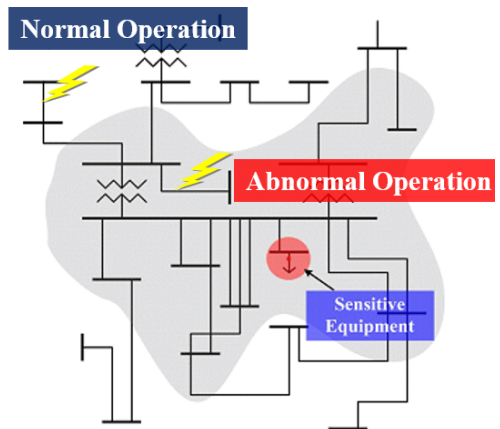 Normal Operation
Abnormal Operation
Sensitive
Equipment